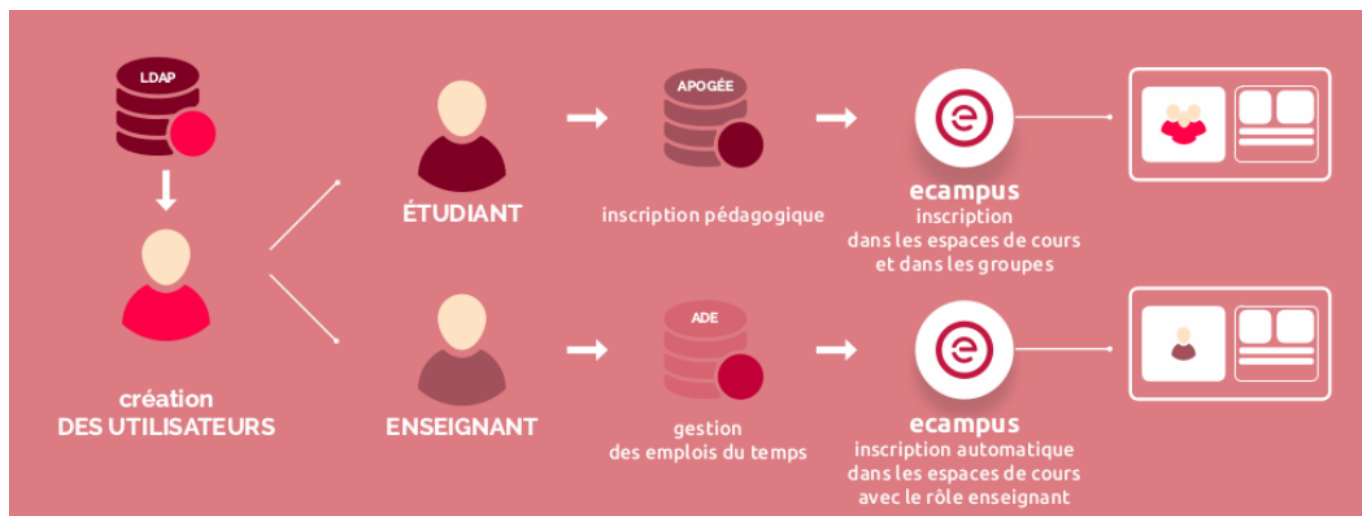 LDAP
création
DES UTILISATEURS
ÉTUDIANT
APOGÉE
inscription pédagogique
ecampus
inscription
dans les espaces de cours
et dans les groupes
ENSEIGNANT
ADE
gestion
des emplois du temps
ecampus
inscription automatique
dans les espaces de cours
avec le rôle enseignant